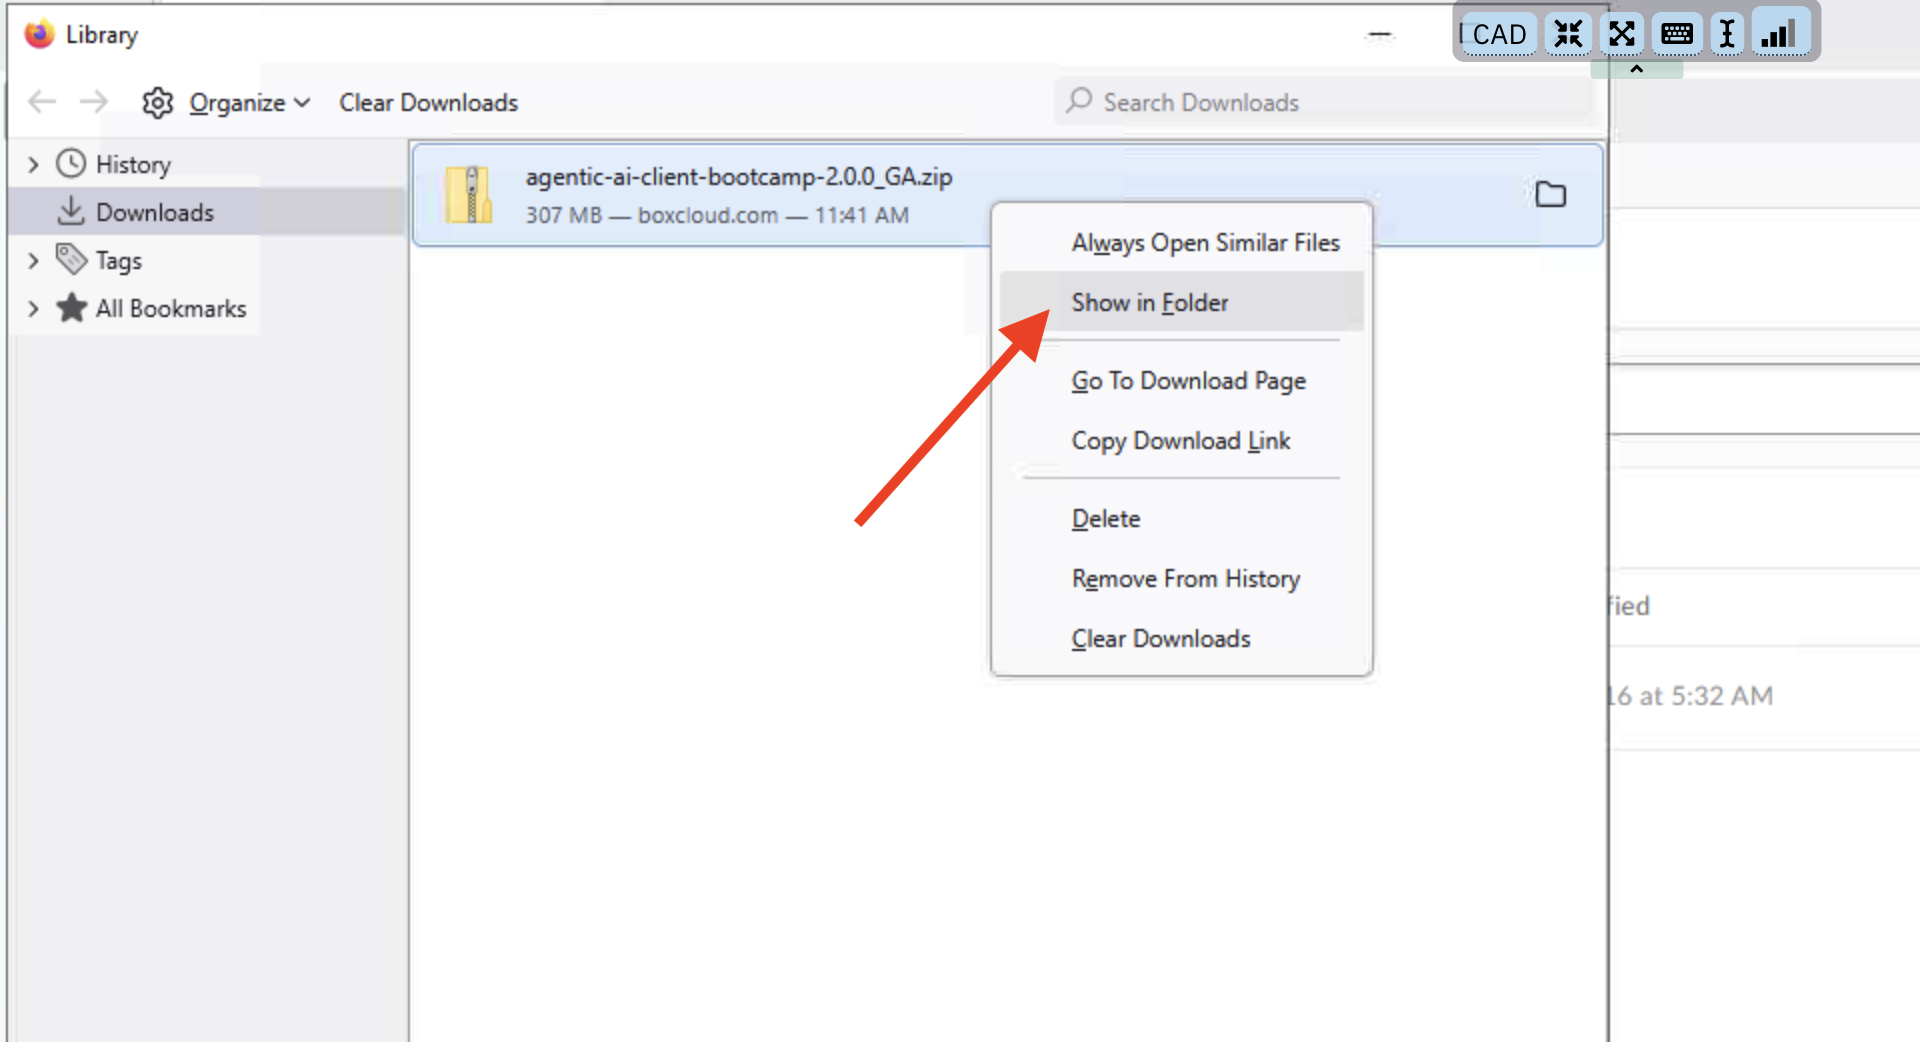 Library
CAD
Organize
Clear Downloads
Search Downloads
History
Downloads
Tags
All Bookmarks
agentic-ai-client-bootcamp-2.0.0_GA.zip
307 MB — boxcloud.com — 11:41 AM
Always Open Similar Files
Show in Folder
Go To Download Page
Copy Download Link
Delete
Remove From History
Clear Downloads
fied
16 at 5:32 AM